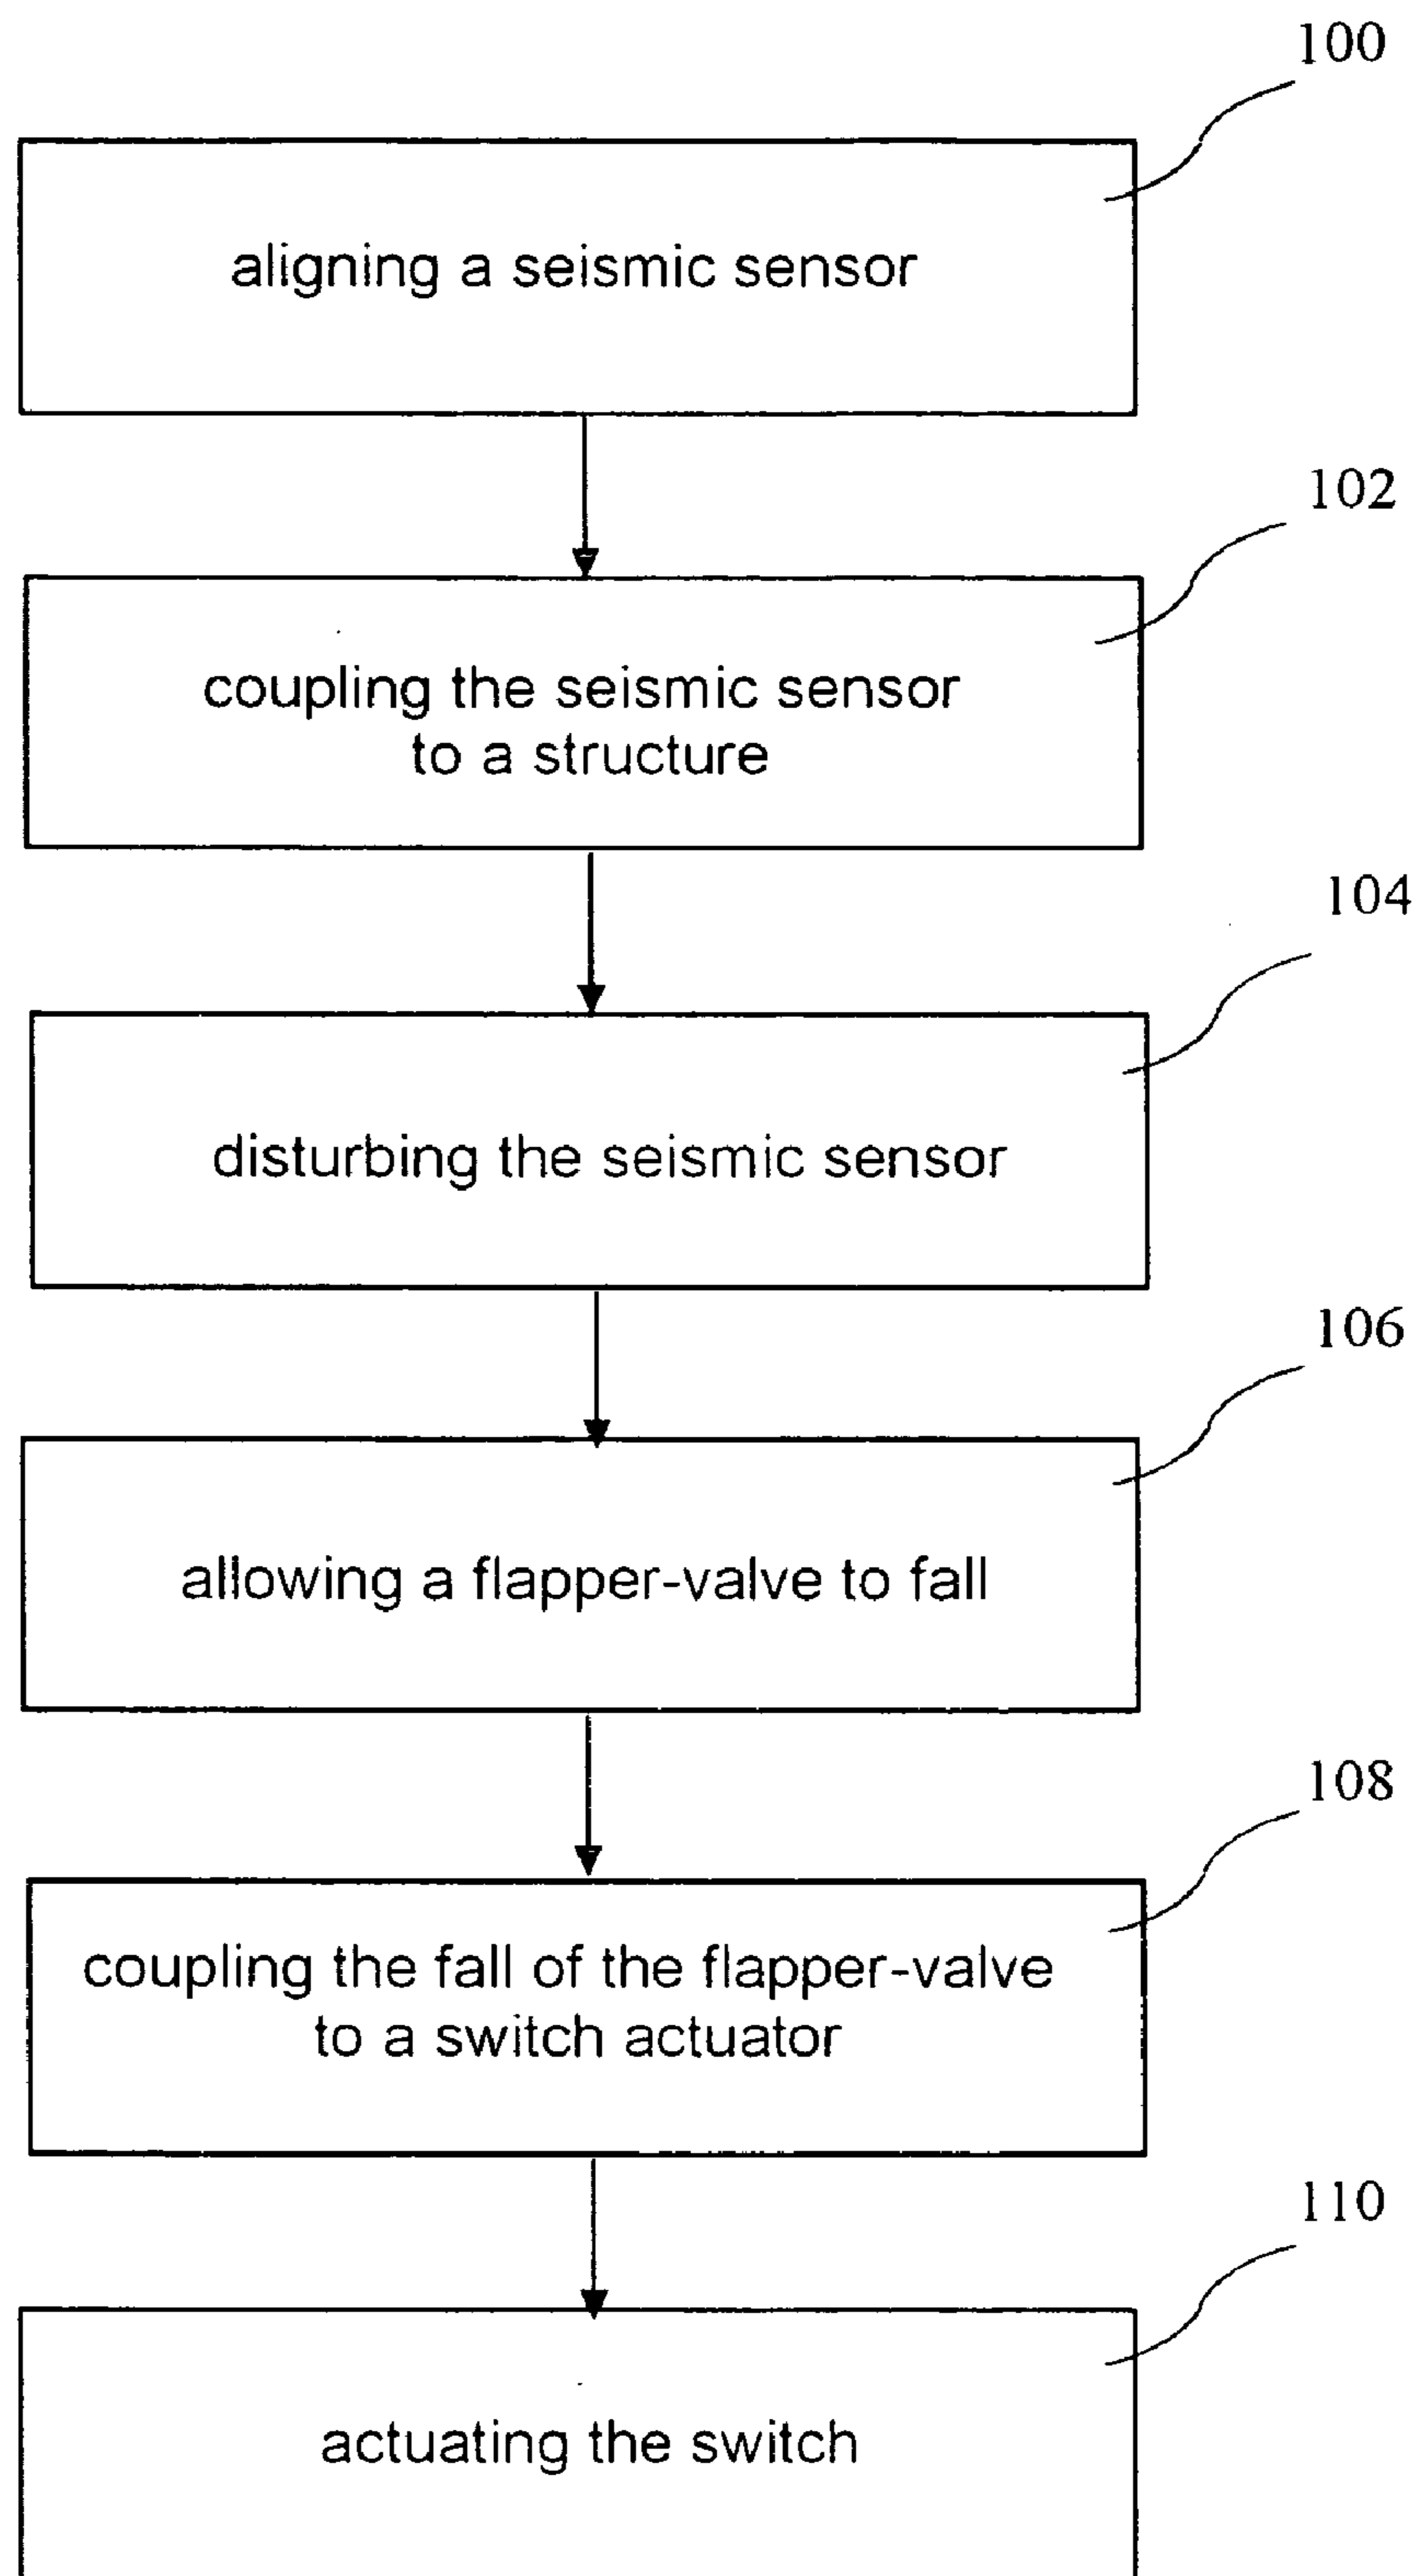 100
aligning a seismic sensor
102
coupling the seismic sensor
to a structure
104
disturbing the seismic sensor
106
allowing a flapper-valve to fall
108
coupling the fall of the flapper-valve
to a switch actuator
110
actuating the switch